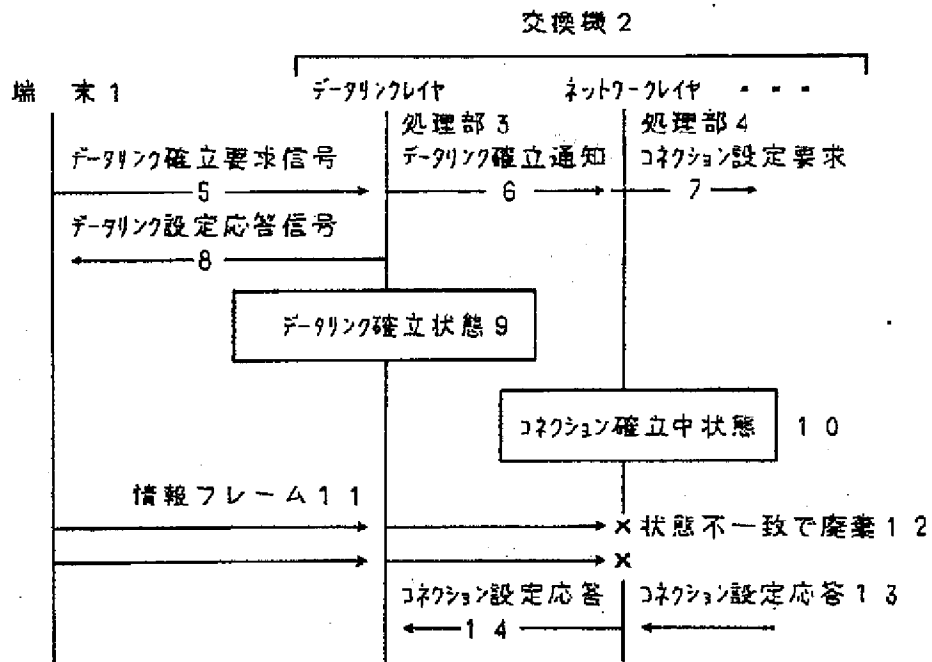 交換機2
端 末1 データリンクレイヤ ネットワークレイヤ ・・・
処理部3 処理部4
データリンク確立要求信号 データリンク確立通知 コネクション設定要求
5 6 7
データリンク設定応答信号
8
データリンク確立状態9
コネクション確立中状態 10
情報フレーム11
×状態不一致で廃棄12
×
コネクション設定応答 コネクション設定応答13
14